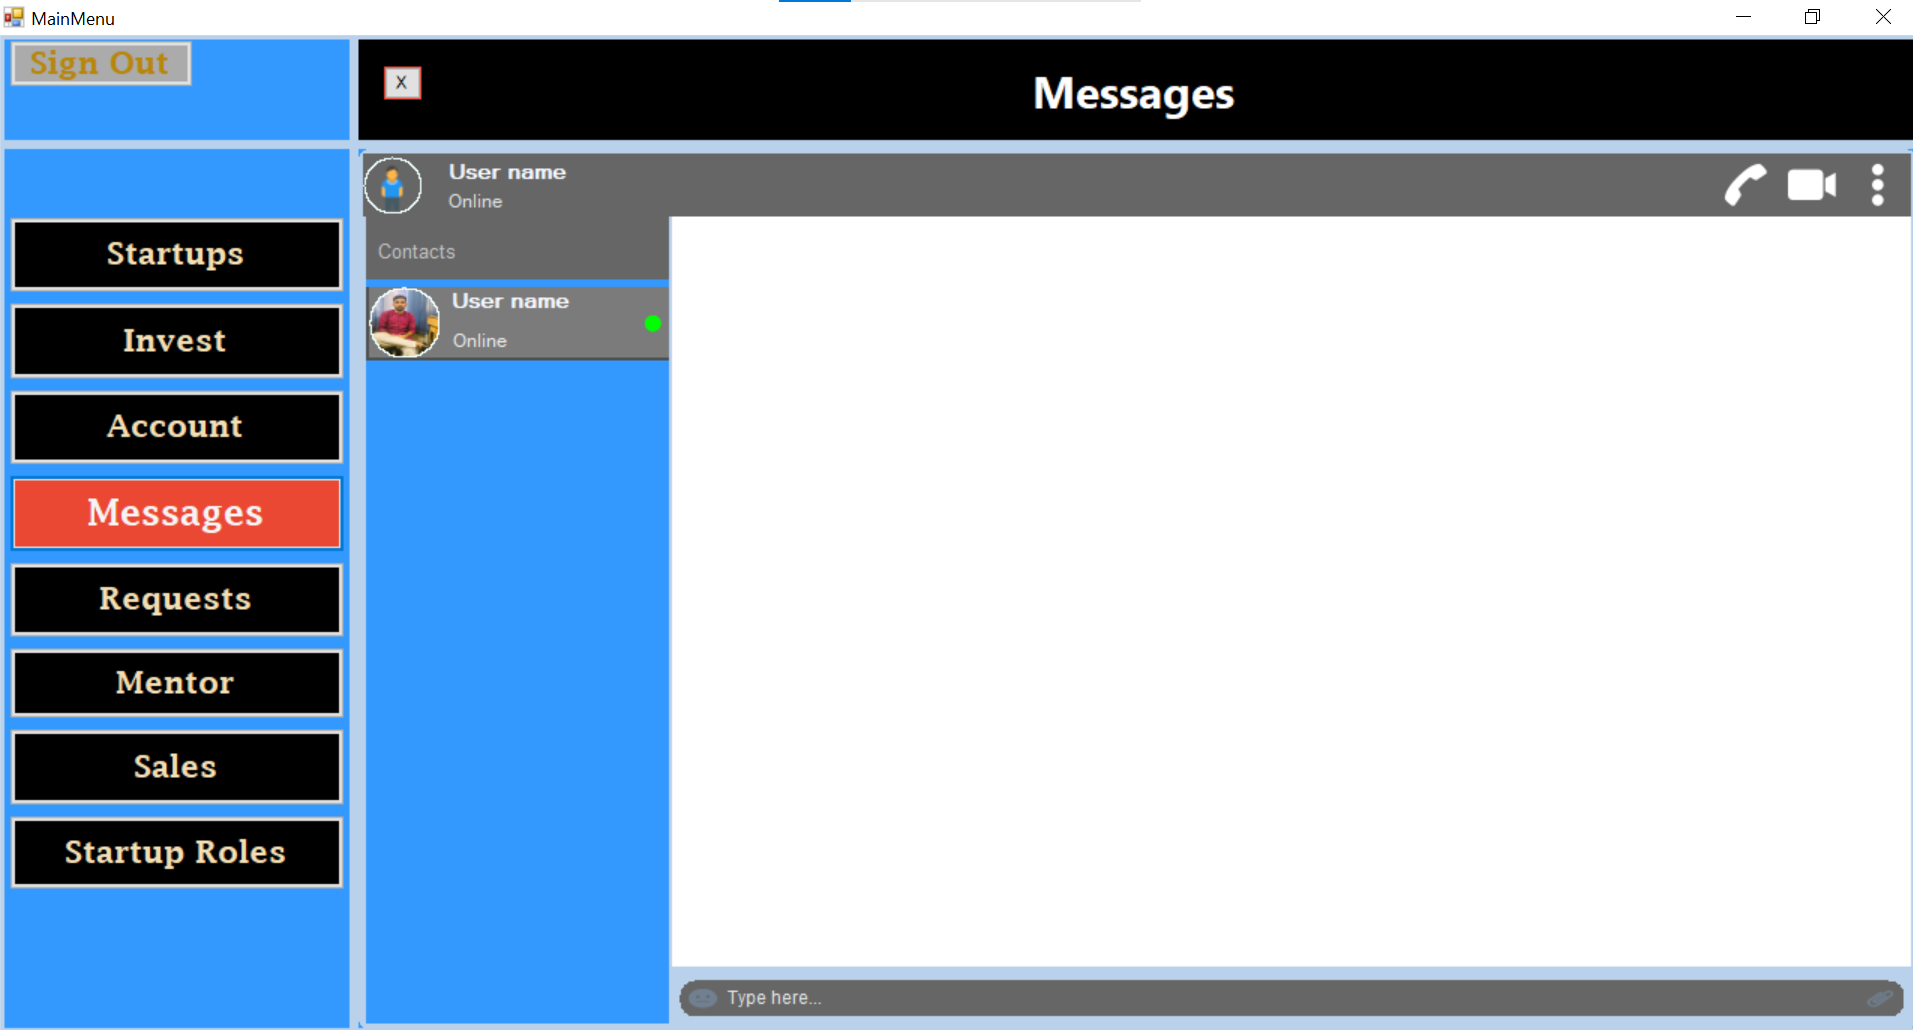 MainMenu
Sign Out
X
Messages
User name
Online
Contacts
User name
Online
Startups
Invest
Account
Messages
Requests
Mentor
Sales
Startup Roles
Type here...